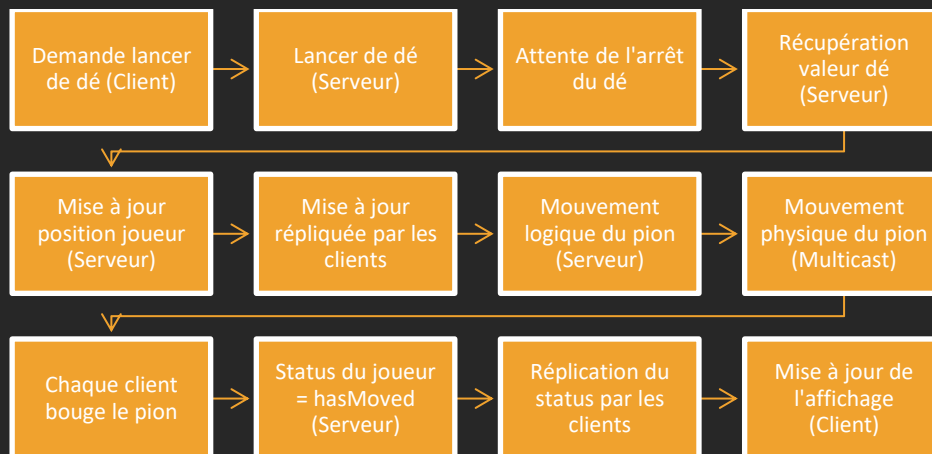 Demande lancer
de dé (Client)
Lancer de dé
(Serveur)
Attente de l'arrêt
du dé
Récupération
valeur dé
(Serveur)
Mise à jour
position joueur
(Serveur)
Mise à jour
répliquée par les
clients
Mouvement
logique du pion
(Serveur)
Mouvement
physique du pion
(Multicast)
Chaque client
bouge le pion
Status du joueur
= hasMoved
(Serveur)
Réplication du
status par les
clients
Mise à jour de
l'affichage
(Client)